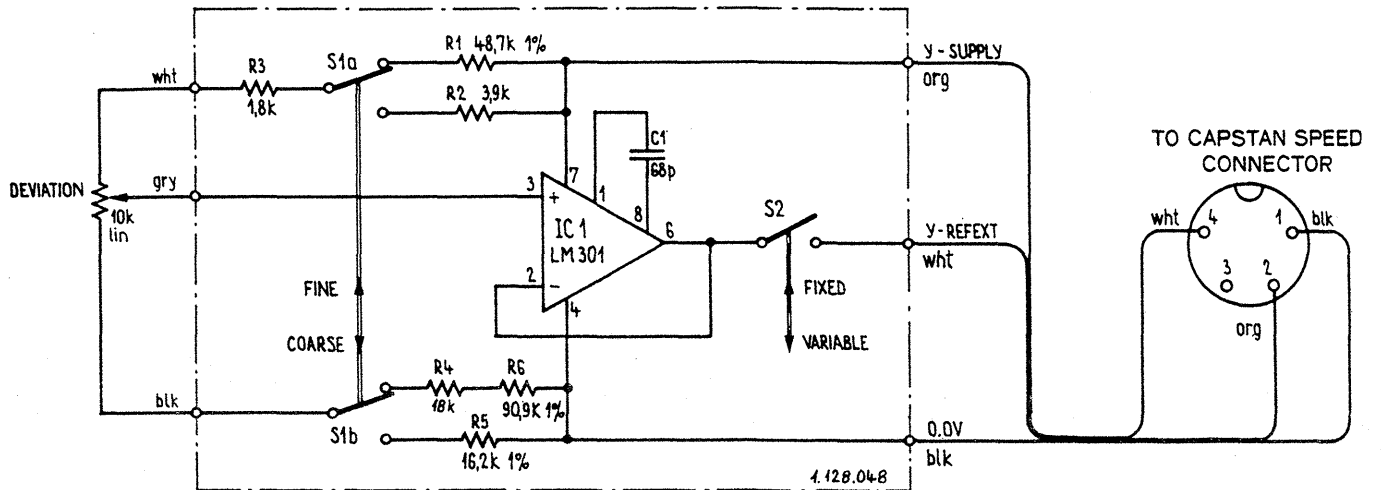 R1 48,7k 1%
S1a
R3
wht
1,8k
R2 3,9k
Y-SUPPLY
org
C1
68p
TO CAPSTAN SPEED
CONNECTOR
DEVIATION
gry
10k
lin
3
+
7
1
8
IC 1
LM301
6
2
-
4
S2
Y-REFEXT
wht
wht
4
1
blk
3
2
org
FINE
COARSE
FIXED
VARIABLE
R4
18k
R6
90,9K 1%
blk
S1b
R5
16,2k 1%
0.0V
blk
1.128.048